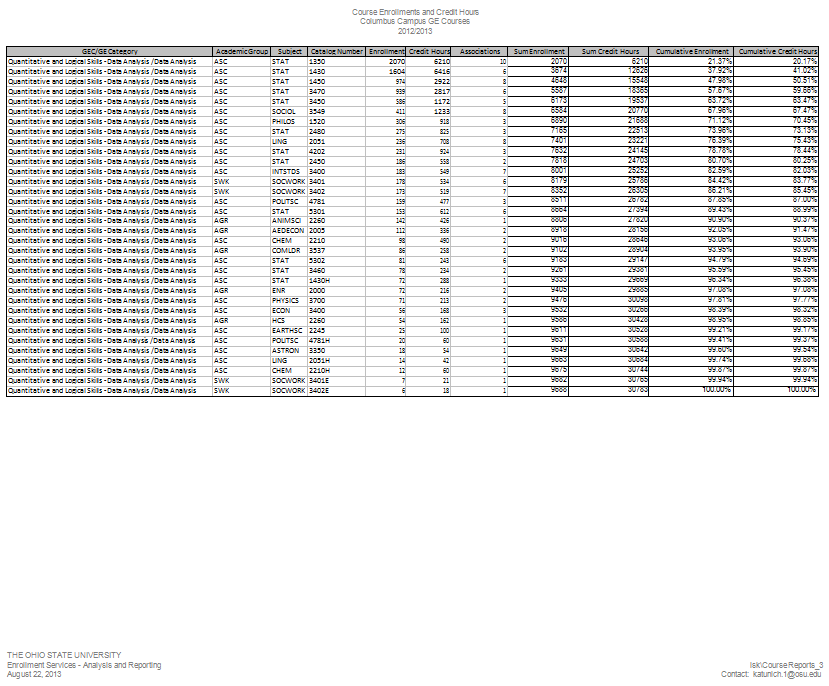 Course Enrollments and Credit Hours
Columbus Campus GE Courses
2012/2013
GEC/GE Category Academic Group Subject Catalog Number Enrollment Credit Hours Associations Sum Enrollment Sum Credit Hours Cumulative Enrollment Cumulative Credit Hours
Quantitative and Logical Skills - Data Analysis / Data Analysis ASC STAT 1350 2070 6210 10 2070 6210 21.37% 20.17%
Quantitative and Logical Skills - Data Analysis / Data Analysis ASC STAT 1430 1604 6416 6 3674 12626 37.92% 41.02%
Quantitative and Logical Skills - Data Analysis / Data Analysis ASC STAT 1450 974 2922 8 4648 15548 47.98% 50.51%
Quantitative and Logical Skills - Data Analysis / Data Analysis ASC STAT 3470 939 2817 6 5587 18365 57.67% 59.66%
Quantitative and Logical Skills - Data Analysis / Data Analysis ASC STAT 3450 586 1172 5 6173 19537 63.72% 63.47%
Quantitative and Logical Skills - Data Analysis / Data Analysis ASC SOCIOL 3549 411 1233 8 6584 20770 67.96% 67.47%
Quantitative and Logical Skills - Data Analysis / Data Analysis ASC PHILOS 1520 306 918 3 6890 21688 71.12% 70.45%
Quantitative and Logical Skills - Data Analysis / Data Analysis ASC STAT 2480 275 825 3 7165 22513 73.96% 73.13%
Quantitative and Logical Skills - Data Analysis / Data Analysis ASC LING 2051 236 708 8 7401 23221 76.39% 75.43%
Quantitative and Logical Skills - Data Analysis / Data Analysis ASC STAT 4202 231 924 3 7632 24145 78.78% 78.44%
Quantitative and Logical Skills - Data Analysis / Data Analysis ASC STAT 2450 186 558 2 7818 24703 80.70% 80.25%
Quantitative and Logical Skills - Data Analysis / Data Analysis ASC INTSTDS 3400 183 549 7 8001 25252 82.59% 82.03%
Quantitative and Logical Skills - Data Analysis / Data Analysis SWK SOCWORK 3401 178 534 6 8179 25786 84.42% 83.77%
Quantitative and Logical Skills - Data Analysis / Data Analysis SWK SOCWORK 3402 173 519 7 8352 26305 86.21% 85.45%
Quantitative and Logical Skills - Data Analysis / Data Analysis ASC POLITSC 4781 159 477 3 8511 26782 87.85% 87.00%
Quantitative and Logical Skills - Data Analysis / Data Analysis ASC STAT 5301 153 612 6 8664 27394 89.43% 88.99%
Quantitative and Logical Skills - Data Analysis / Data Analysis AGR ANIMSCI 2260 142 426 1 8806 27820 90.90% 90.37%
Quantitative and Logical Skills - Data Analysis / Data Analysis AGR AEDECON 2005 112 336 2 8918 28156 92.05% 91.47%
Quantitative and Logical Skills - Data Analysis / Data Analysis ASC CHEM 2210 98 490 2 9016 28646 93.06% 93.06%
Quantitative and Logical Skills - Data Analysis / Data Analysis AGR COMLDR 3537 86 258 2 9102 28904 93.95% 93.90%
Quantitative and Logical Skills - Data Analysis / Data Analysis ASC STAT 5302 81 243 6 9183 29147 94.79% 94.69%
Quantitative and Logical Skills - Data Analysis / Data Analysis ASC STAT 3460 78 234 2 9261 29381 95.59% 95.45%
Quantitative and Logical Skills - Data Analysis / Data Analysis ASC STAT 1430H 72 288 1 9333 29669 96.34% 96.38%
Quantitative and Logical Skills - Data Analysis / Data Analysis AGR ENR 2000 72 216 2 9405 29885 97.08% 97.08%
Quantitative and Logical Skills - Data Analysis / Data Analysis ASC PHYSICS 3700 71 213 2 9476 30098 97.81% 97.77%
Quantitative and Logical Skills - Data Analysis / Data Analysis ASC ECON 3400 56 168 3 9532 30266 98.39% 98.32%
Quantitative and Logical Skills - Data Analysis / Data Analysis AGR HCS 2260 54 162 1 9586 30428 98.95% 98.85%
Quantitative and Logical Skills - Data Analysis / Data Analysis ASC EARTHSC 2245 25 100 1 9611 30528 99.21% 99.17%
Quantitative and Logical Skills - Data Analysis / Data Analysis ASC POLITSC 4781H 20 60 1 9631 30588 99.41% 99.37%
Quantitative and Logical Skills - Data Analysis / Data Analysis ASC ASTRON 3350 18 54 1 9649 30642 99.60% 99.54%
Quantitative and Logical Skills - Data Analysis / Data Analysis ASC LING 2051H 14 42 1 9663 30684 99.74% 99.68%
Quantitative and Logical Skills - Data Analysis / Data Analysis ASC CHEM 2210H 12 60 1 9675 30744 99.87% 99.87%
Quantitative and Logical Skills - Data Analysis / Data Analysis SWK SOCWORK 3401E 7 21 1 9682 30765 99.94% 99.94%
Quantitative and Logical Skills - Data Analysis / Data Analysis SWK SOCWORK 3402E 6 18 1 9688 30783 100.00% 100.00%
THE OHIO STATE UNIVERSITY
Enrollment Services - Analysis and Reporting
August 22, 2013
lsk\Course Reports_3
Contact: katunich.1@osu.edu